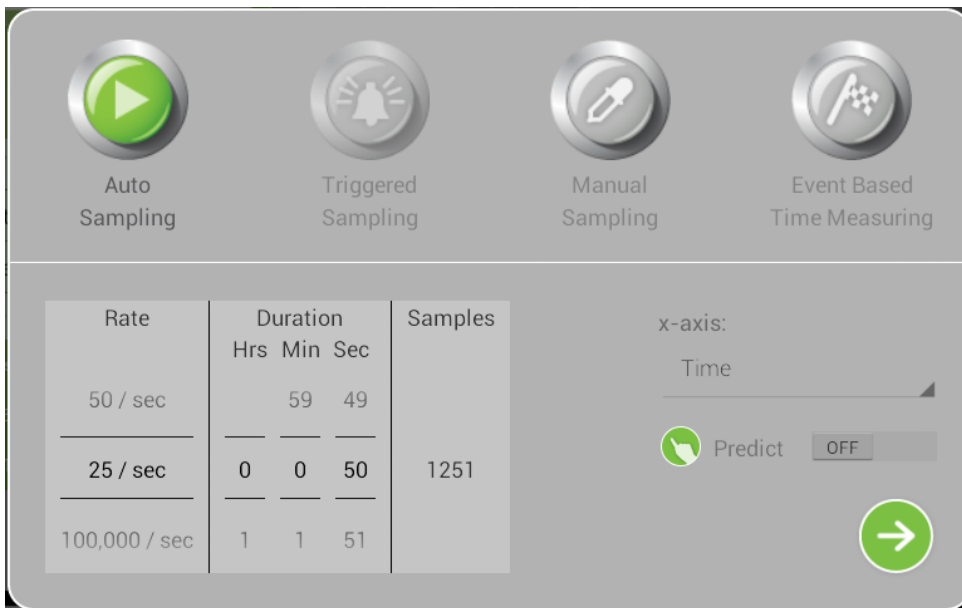 Auto
Sampling
Triggered
Sampling
Manual
Sampling
Event Based
Time Measuring
Rate Duration Samples
Hrs Min Sec
50 / sec 59 49
25 / sec 0 0 50 1251
100,000 / sec 1 1 51
x-axis:
Time
Predict OFF